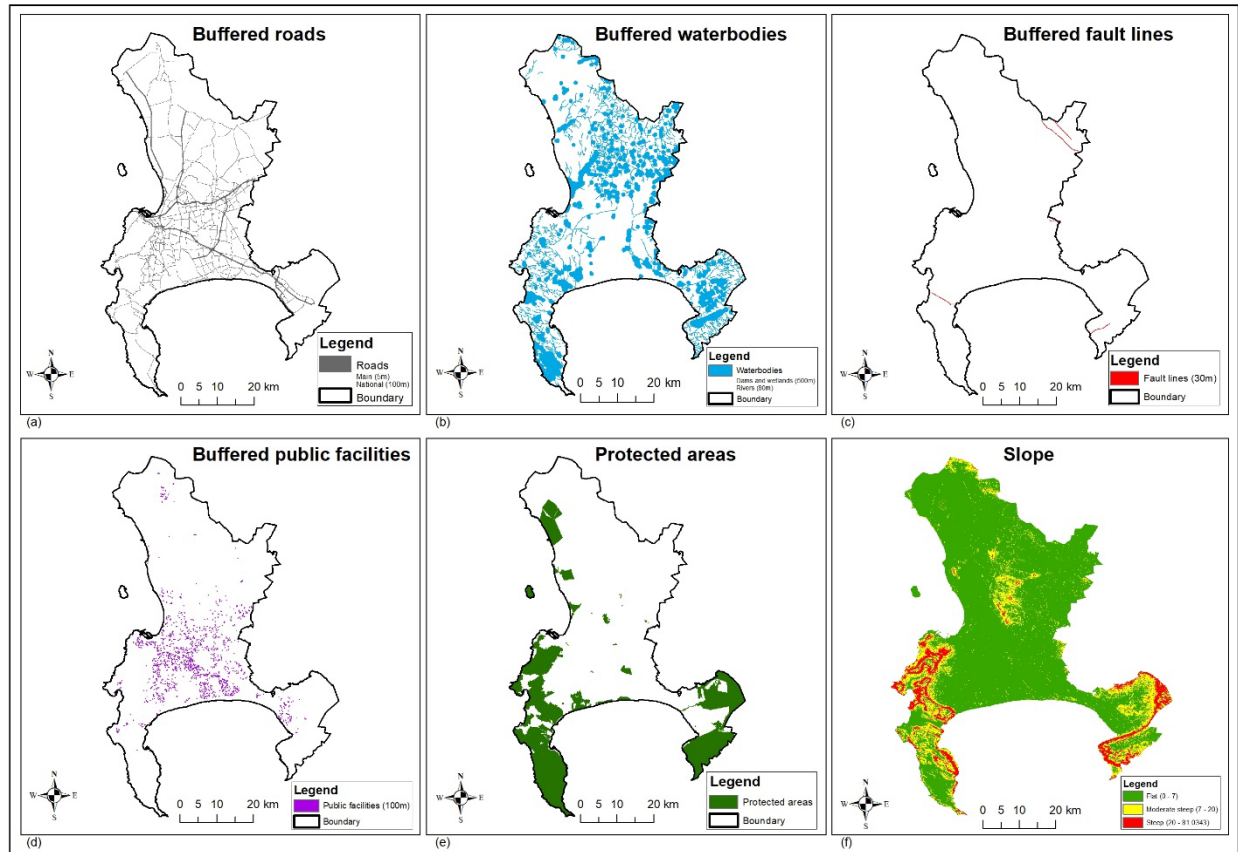 Buffered roads
N
W E
S
0 5 10 20 km
Legend
Roads
Main (5m)
National (100m)
Boundary
(a)
Buffered waterbodies
N
W E
S
0 5 10 20 km
Legend
Waterbodies
Dams and wetlands (500m)
Rivers (80m)
Boundary
(b)
Buffered fault lines
N
W E
S
0 5 10 20 km
Legend
Fault lines (30m)
Boundary
(c)
Buffered public facilities
N
W E
S
0 5 10 20 km
Legend
Public facilities (100m)
Boundary
(d)
Protected areas
N
W E
S
0 5 10 20 km
Legend
Protected areas
Boundary
(e)
Slope
N
W E
S
0 5 10 20 km
Legend
Flat (0 - 7)
Moderate steep (7 - 20)
Steep (20 - 81.0343)
(f)